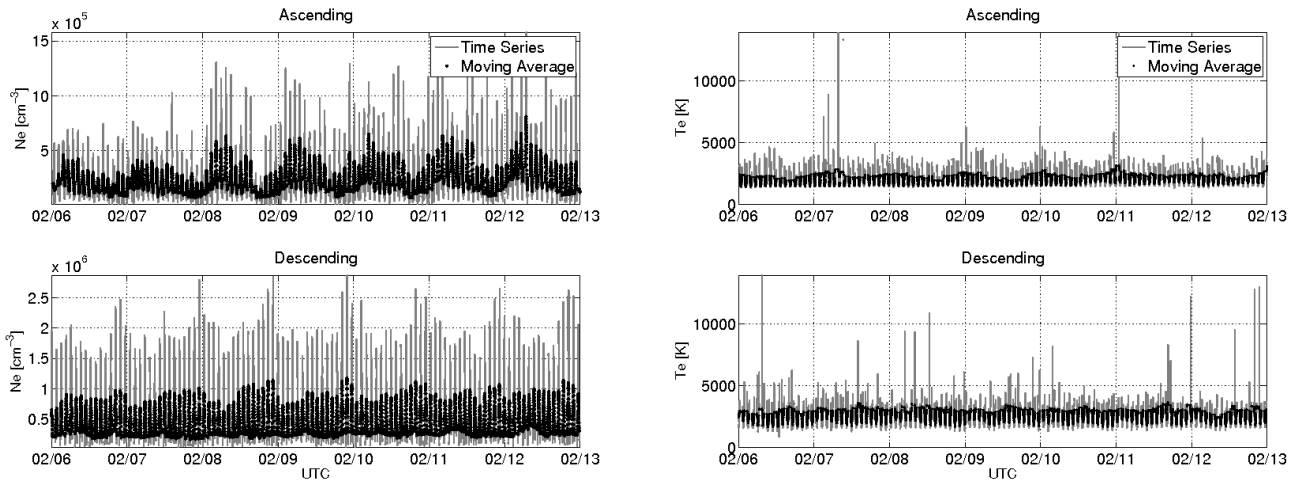 Ascending
x 10⁵
Ne [cm⁻³]
15
10
5
Time Series
Moving Average
02/06 02/07 02/08 02/09 02/10 02/11 02/12 02/13
Ascending
Te [K]
10000
5000
0
Time Series
Moving Average
02/06 02/07 02/08 02/09 02/10 02/11 02/12 02/13
Descending
x 10⁶
Ne [cm⁻³]
2.5
2
1.5
1
0.5
02/06 02/07 02/08 02/09 02/10 02/11 02/12 02/13
UTC
Descending
Te [K]
10000
5000
0
02/06 02/07 02/08 02/09 02/10 02/11 02/12 02/13
UTC